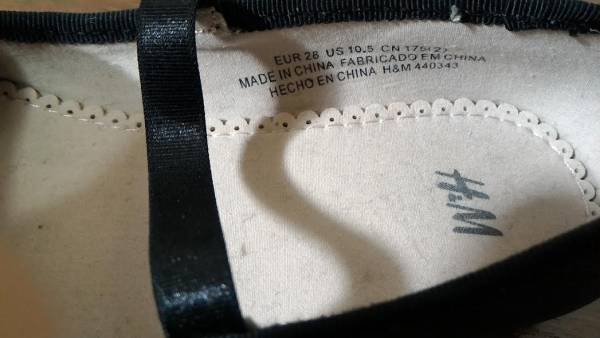 EUR 28 US 10.5 CN 175(2)
MADE IN CHINA FABRICADO EM CHINA
HECHO EN CHINA H&M 440343
H&M